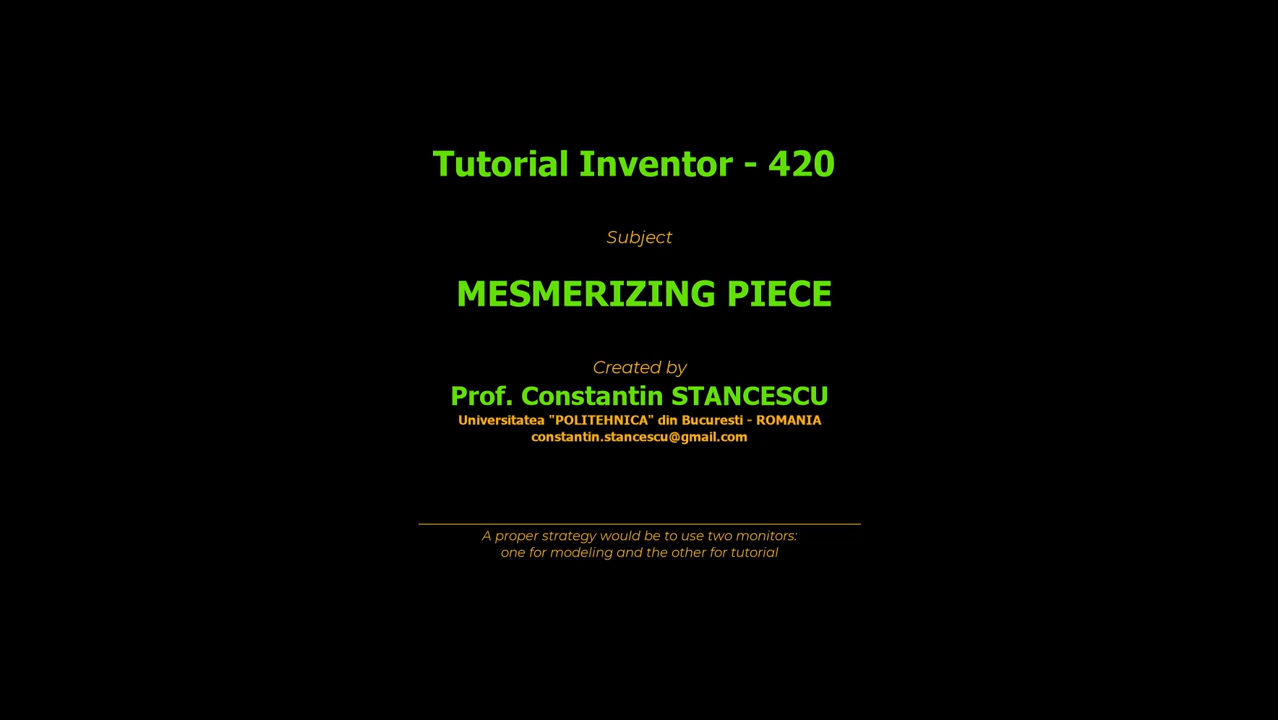 Tutorial Inventor - 420
Subject
MESMERIZING PIECE
Created by
Prof. Constantin STANCESCU
Universitatea "POLITEHNICA" din Bucuresti - ROMANIA
constantin.stancescu@gmail.com
A proper strategy would be to use two monitors:
one for modeling and the other for tutorial